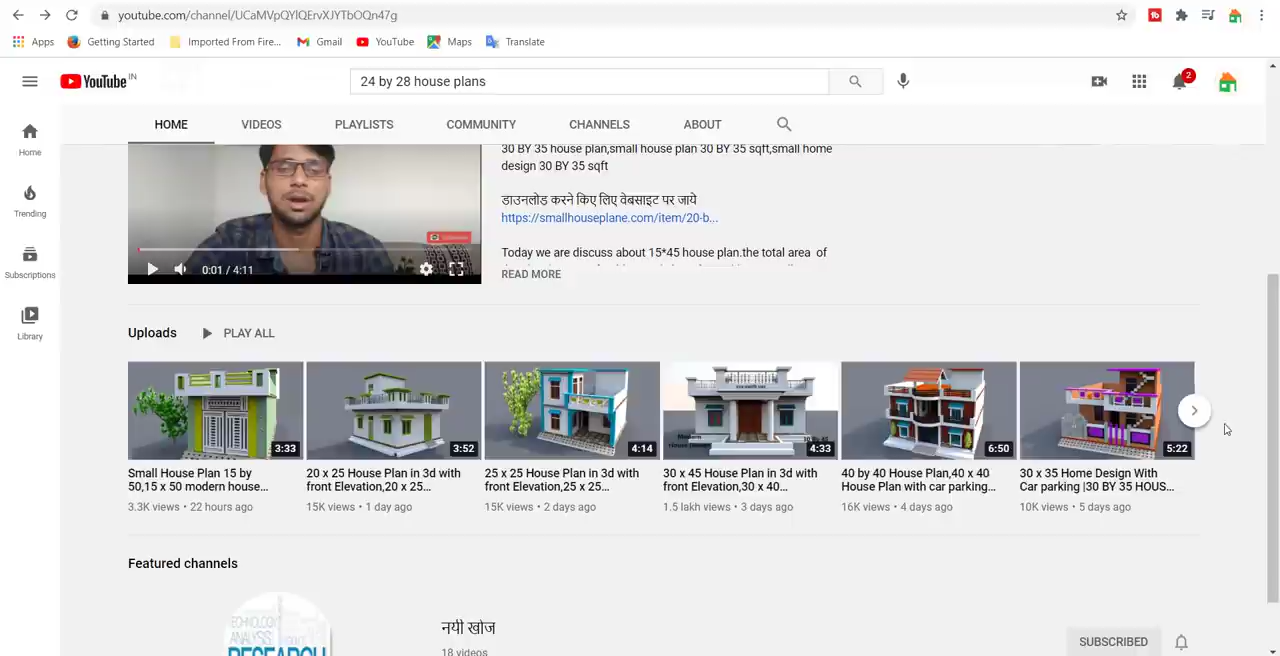 youtube.com/channel/UCaMVpQYlQErvXJYTbOQn47g
Apps Getting Started Imported From Fire... Gmail YouTube Maps Translate
YouTube IN
24 by 28 house plans
2
HOME VIDEOS PLAYLISTS COMMUNITY CHANNELS ABOUT
Home
Trending
Subscriptions
Library
30 BY 35 house plan,small house plan 30 BY 35 sqft,small home
design 30 BY 35 sqft
डाउनलोड करने किए लिए वेबसाइट पर जाये
https://smallhouseplane.com/item/20-b...
Today we are discuss about 15*45 house plan.the total area of
READ MORE
0:01 / 4:11
Uploads PLAY ALL
3:33 3:52 4:14 4:33 6:50 5:22
Small House Plan 15 by
50,15 x 50 modern house...
3.3K views • 22 hours ago
20 x 25 House Plan in 3d with
front Elevation,20 x 25...
15K views • 1 day ago
25 x 25 House Plan in 3d with
front Elevation,25 x 25...
15K views • 2 days ago
30 x 45 House Plan in 3d with
front Elevation,30 x 40...
1.5 lakh views • 3 days ago
40 by 40 House Plan,40 x 40
House Plan with car parking...
16K views • 4 days ago
30 x 35 Home Design With
Car parking |30 BY 35 HOUS...
10K views • 5 days ago
Featured channels
TECHNOLOGY
ANALYSIS
RESEARCH
नयी खोज
18 videos
SUBSCRIBED